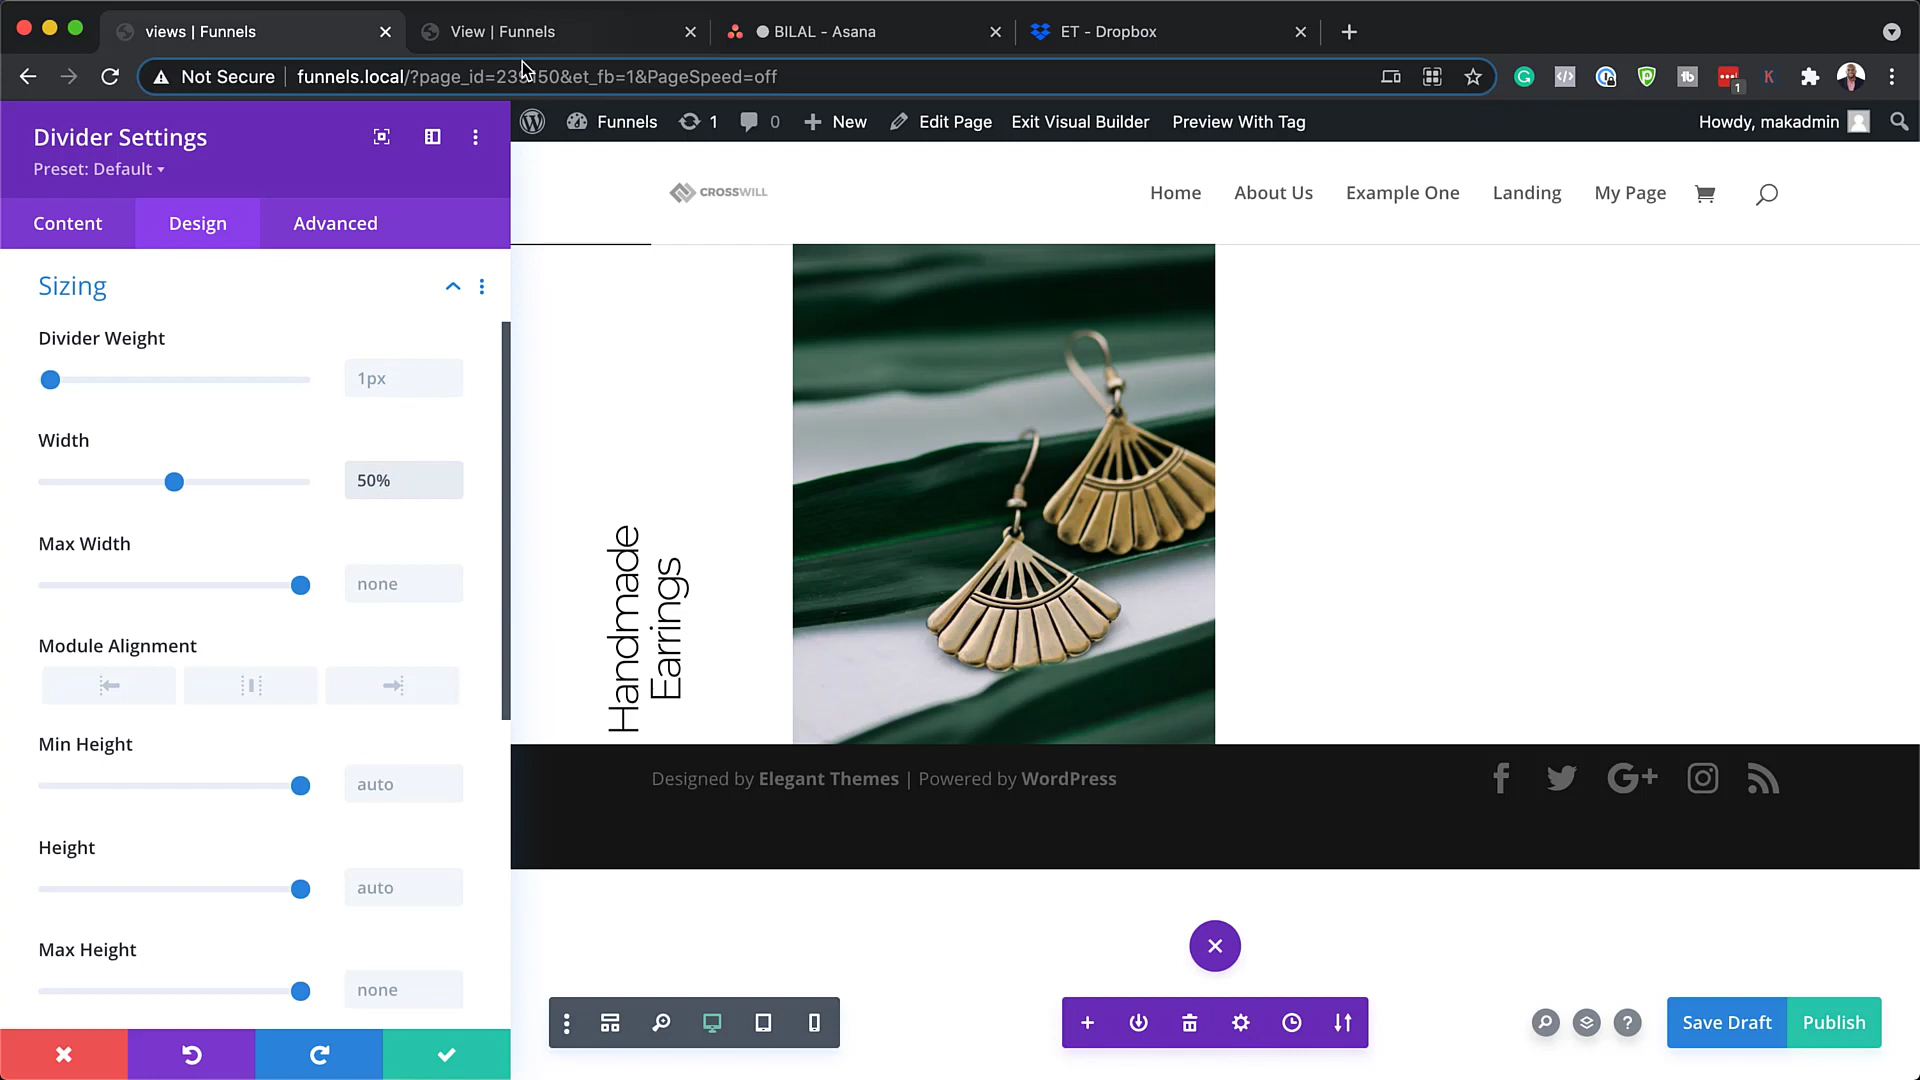 views | Funnels
View | Funnels
BILAL - Asana
ET - Dropbox
Not Secure
funnels.local/?page_id=239350&et_fb=1&PageSpeed=off
1
Divider Settings
Preset: Default
Content
Design
Advanced
Funnels
1
0
New
Edit Page
Exit Visual Builder
Preview With Tag
Howdy, makadmin
CROSSWILL
Home
About Us
Example One
Landing
My Page
Sizing
Divider Weight
1px
Width
50%
Max Width
none
Module Alignment
Min Height
auto
Height
auto
Max Height
none
Handmade
Earrings
Designed by Elegant Themes | Powered by WordPress
Save Draft
Publish